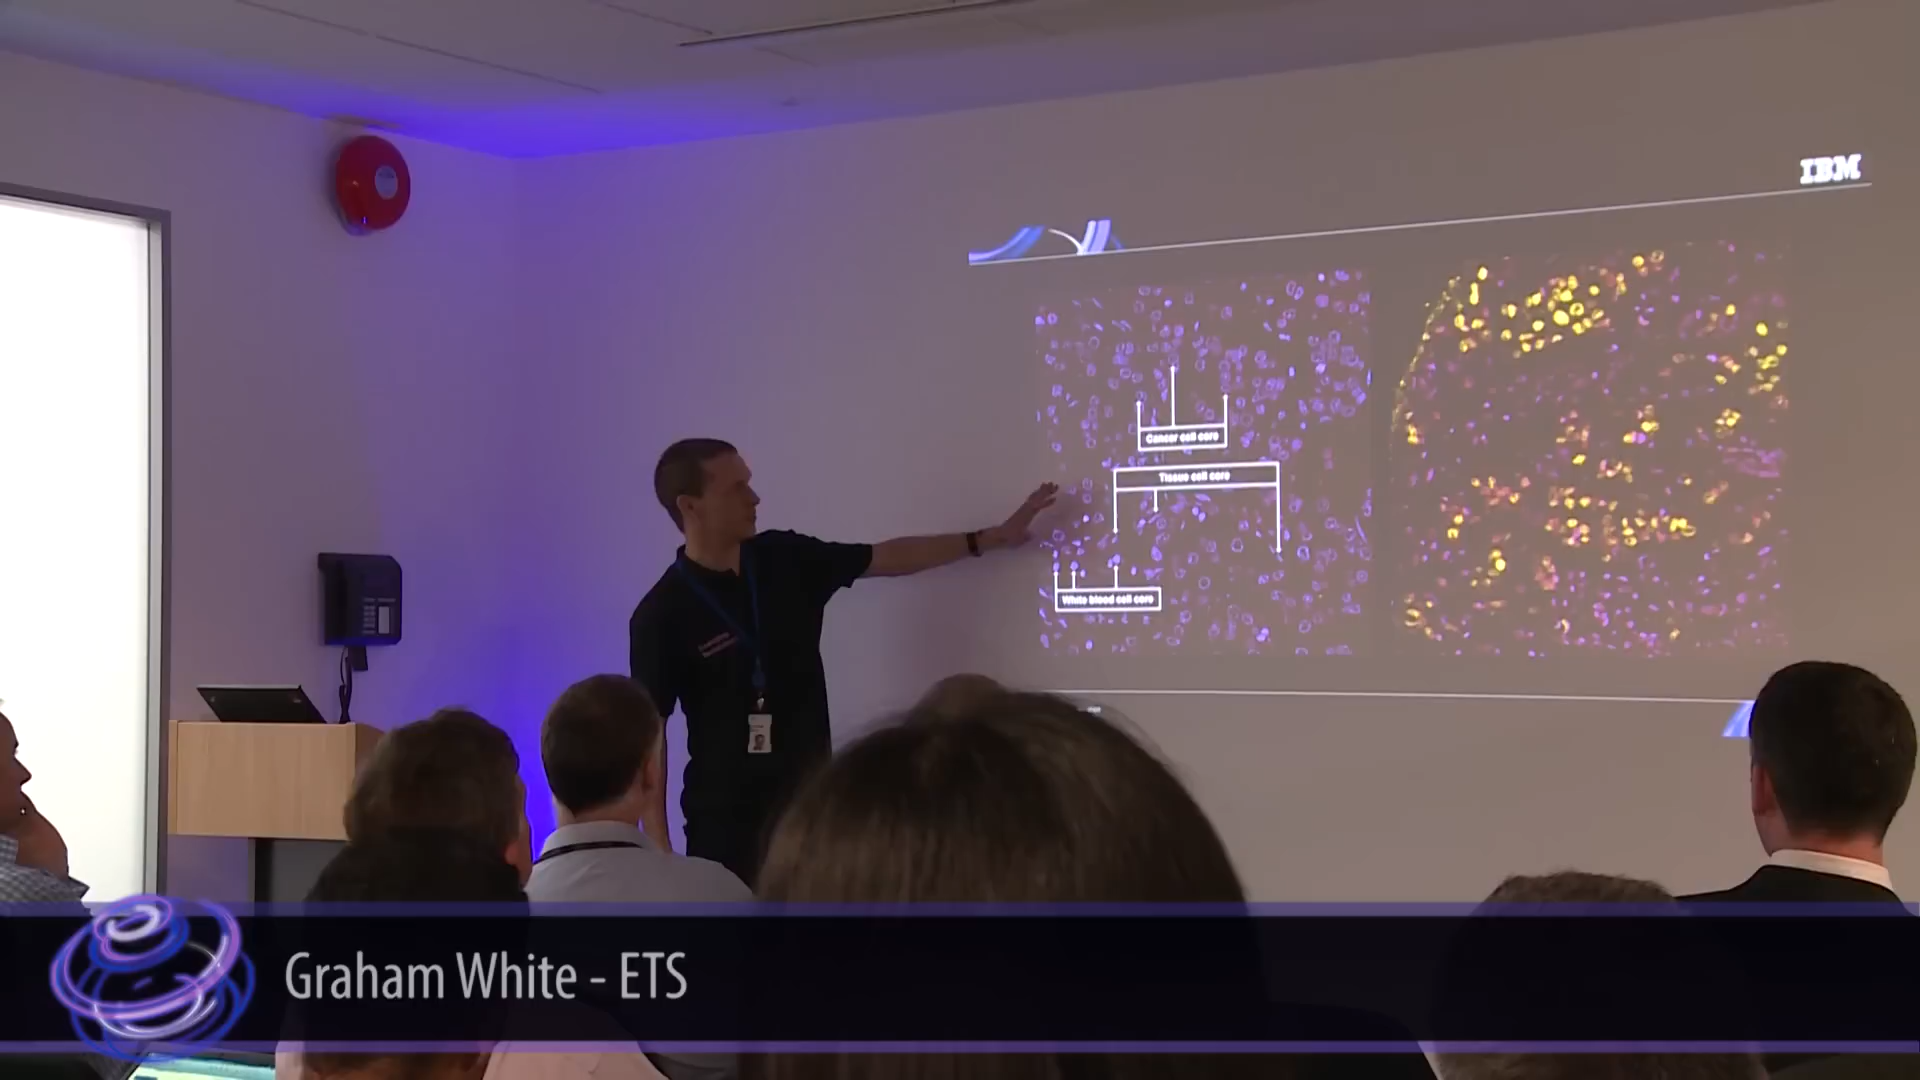 IBM
Cancer cell core
Tissue cell core
White blood cell core
Graham White - ETS